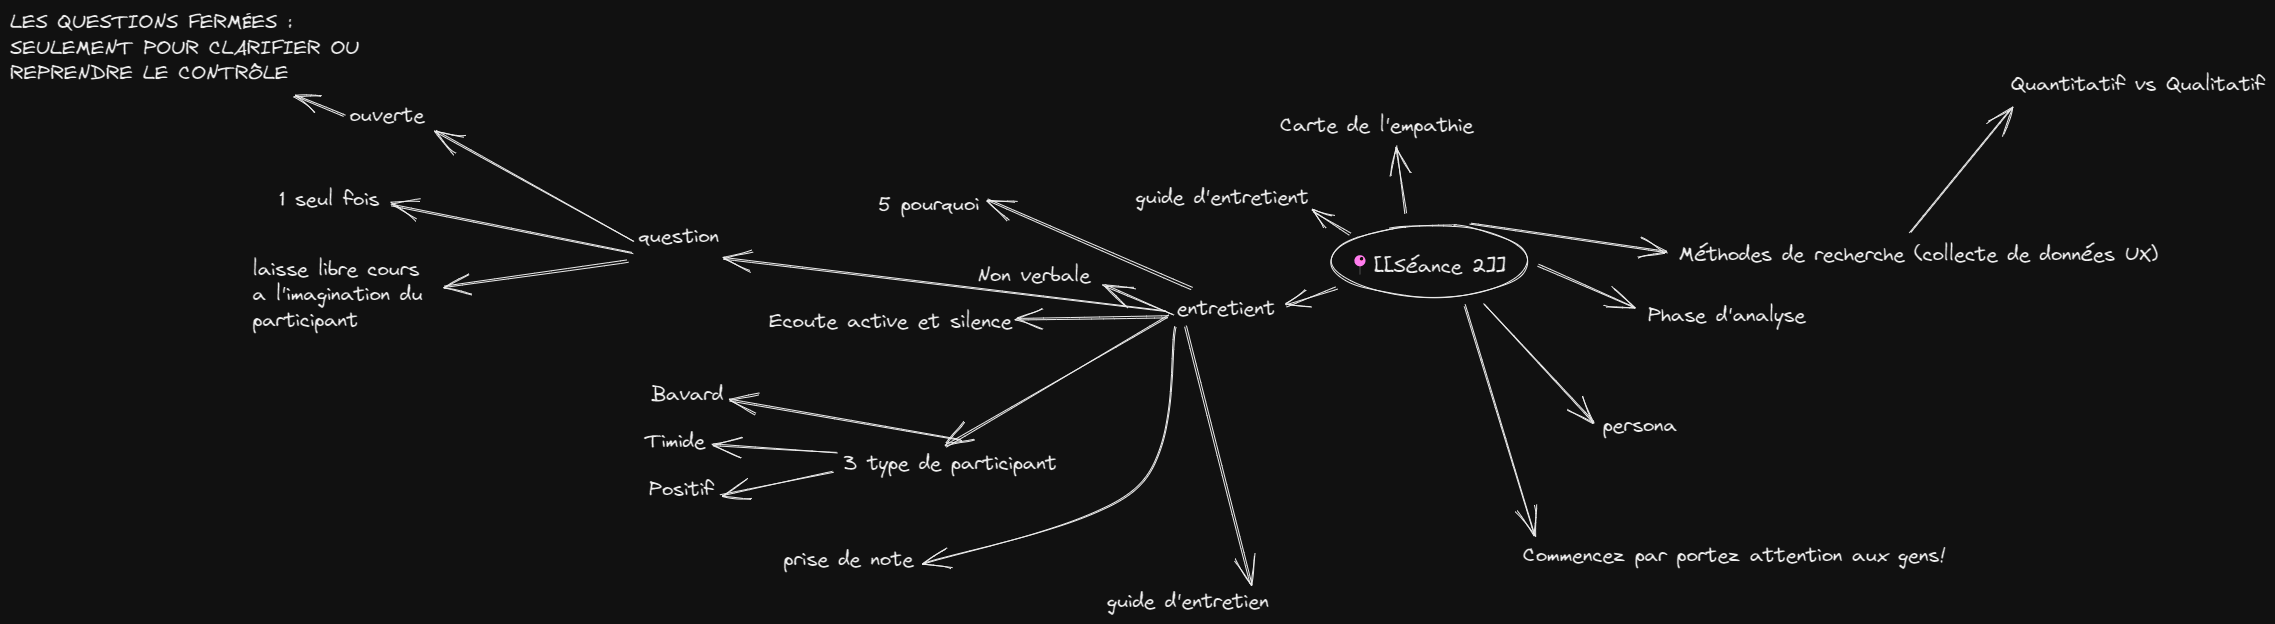 LES QUESTIONS FERMÉES :
SEULEMENT POUR CLARIFIER OU
REPRENDRE LE CONTRÔLE
Quantitatif vs Qualitatif
ouverte
Carte de l'empathie
1 seul fois
5 pourquoi
guide d'entretient
question
Méthodes de recherche (collecte de données UX)
[[Séance 2]]
laisse libre cours
a l'imagination du
participant
Non verbale
entretient
Ecoute active et silence
Phase d'analyse
Bavard
persona
Timide
3 type de participant
Positif
prise de note
Commencez par portez attention aux gens!
guide d'entretien